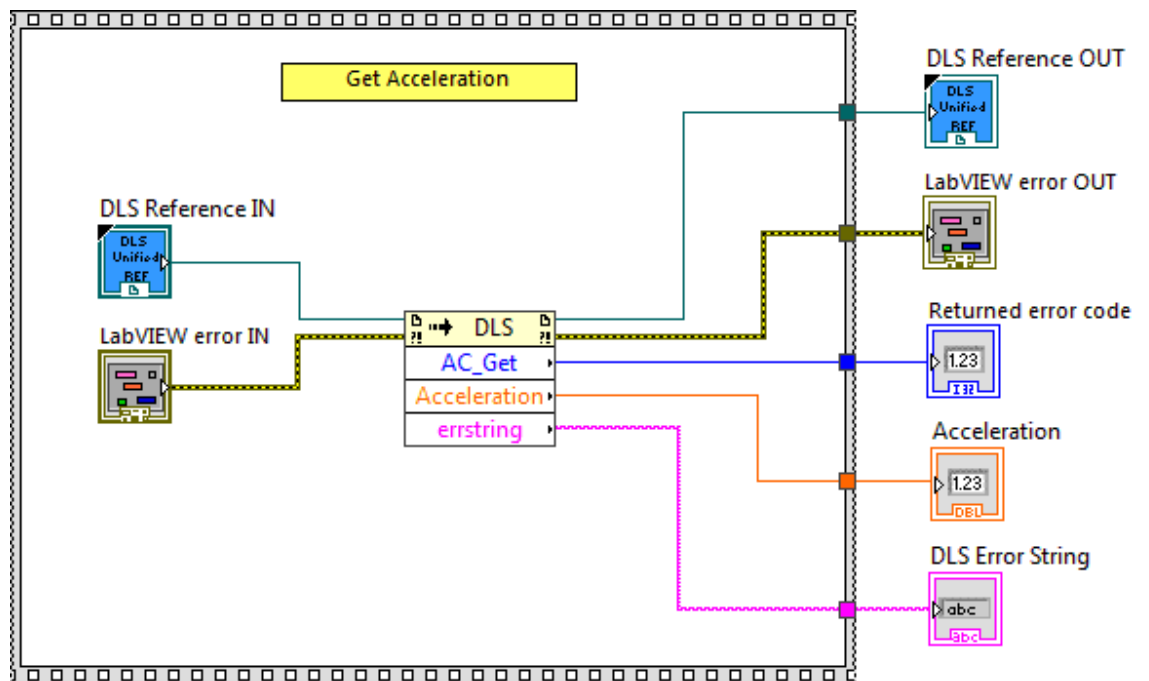 Get Acceleration
DLS Reference OUT
DLS
Unified
REF
LabVIEW error OUT
DLS Reference IN
DLS
Unified
REF
LabVIEW error IN
?! DLS ?!
AC_Get
Acceleration
errstring
Returned error code
1.23
I32
Acceleration
1.23
DBL
DLS Error String
abc
abc